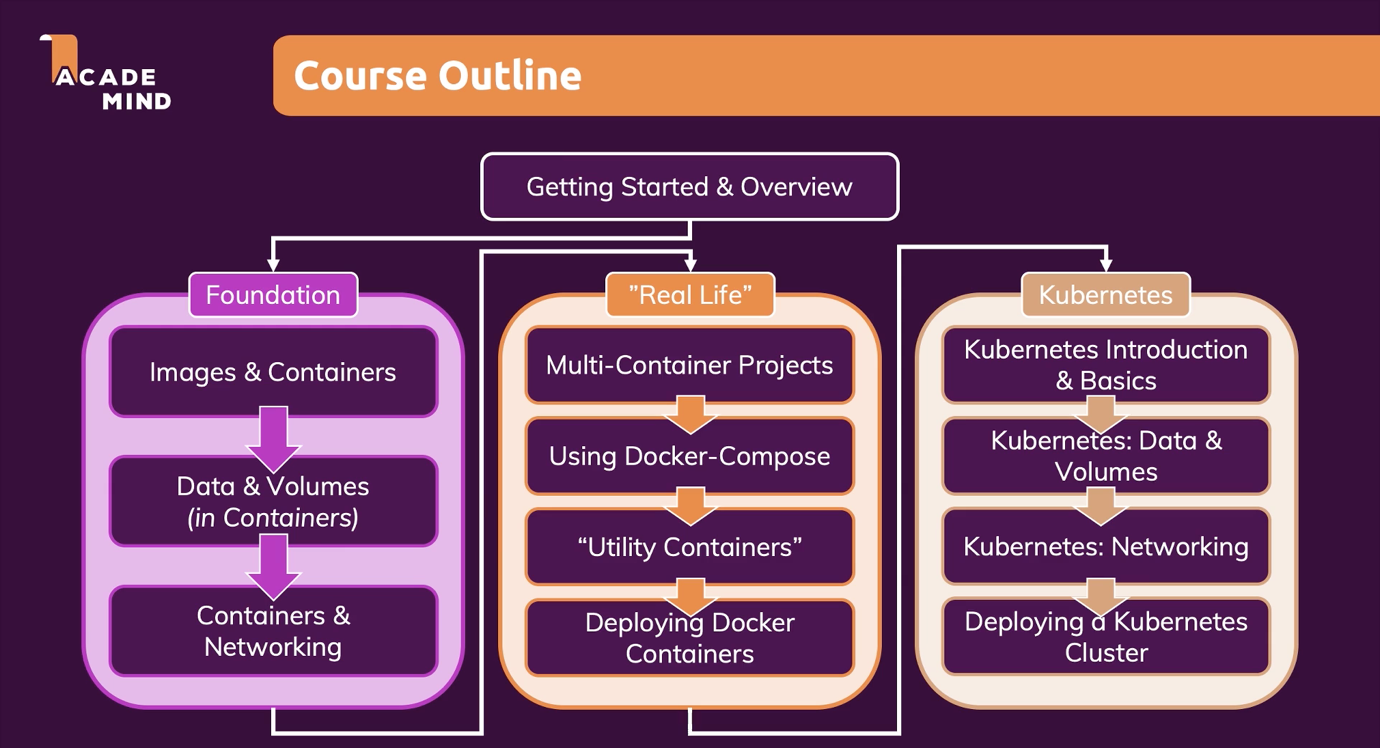 ACADE
MIND
Course Outline
Getting Started & Overview
Foundation
Images & Containers
Data & Volumes
(in Containers)
Containers &
Networking
”Real Life”
Multi-Container Projects
Using Docker-Compose
“Utility Containers”
Deploying Docker
Containers
Kubernetes
Kubernetes Introduction
& Basics
Kubernetes: Data &
Volumes
Kubernetes: Networking
Deploying a Kubernetes
Cluster